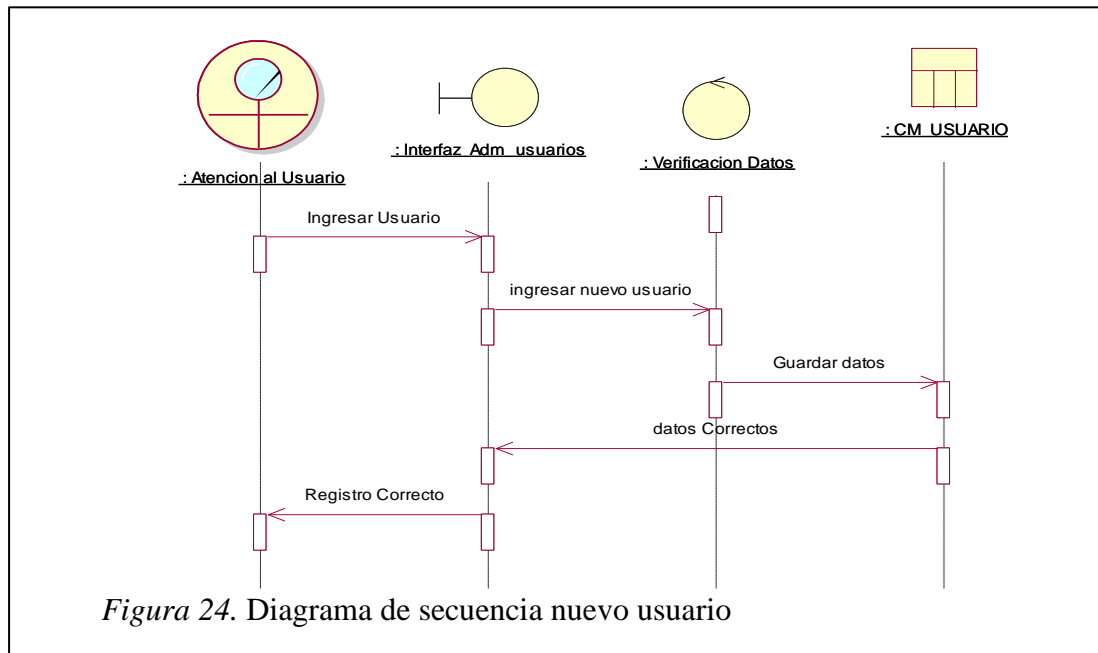 : Atencion al Usuario
: Interfaz Adm usuarios
: Verificacion Datos
: CM USUARIO
Ingresar Usuario
ingresar nuevo usuario
Guardar datos
datos Correctos
Registro Correcto
Figura 24. Diagrama de secuencia nuevo usuario